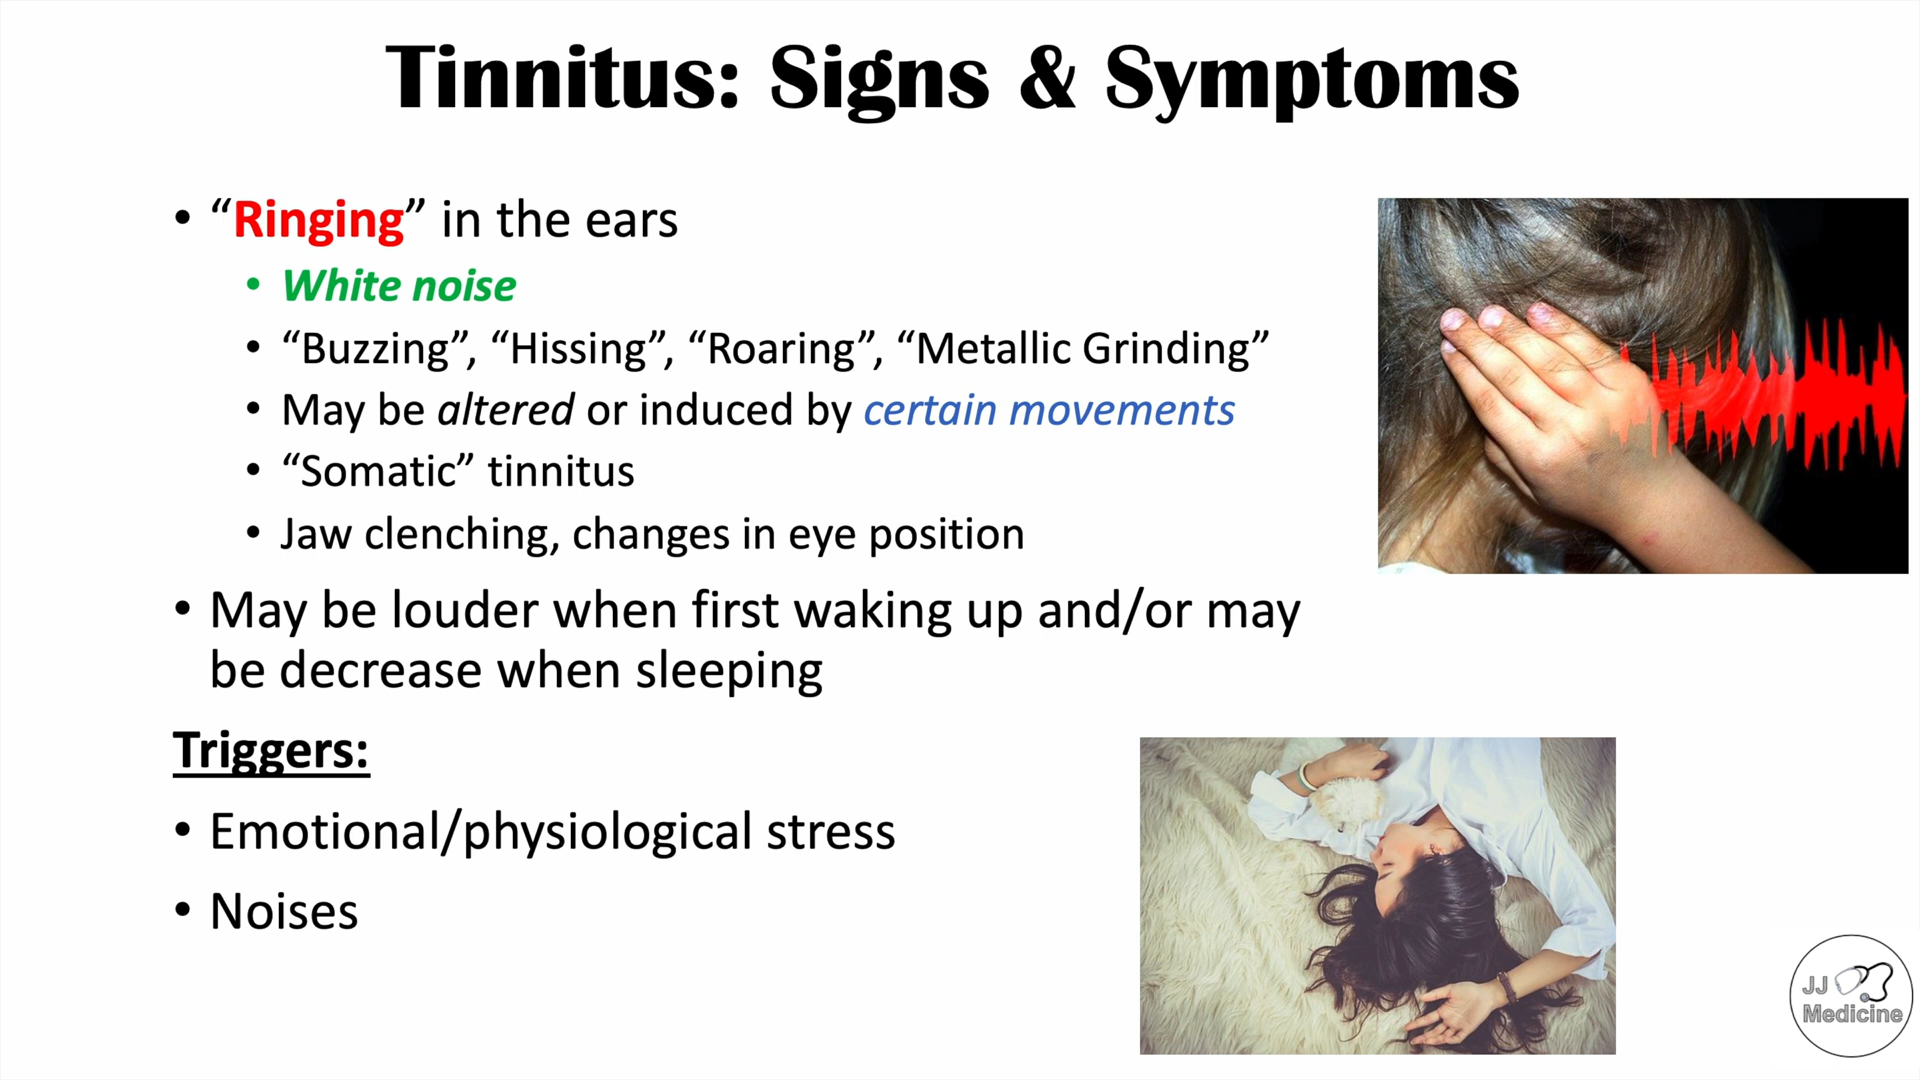 Tinnitus: Signs & Symptoms
• “Ringing” in the ears
• White noise
• “Buzzing”, “Hissing”, “Roaring”, “Metallic Grinding”
• May be altered or induced by certain movements
• “Somatic” tinnitus
• Jaw clenching, changes in eye position
• May be louder when first waking up and/or may
be decrease when sleeping
Triggers:
• Emotional/physiological stress
• Noises
JJ
Medicine